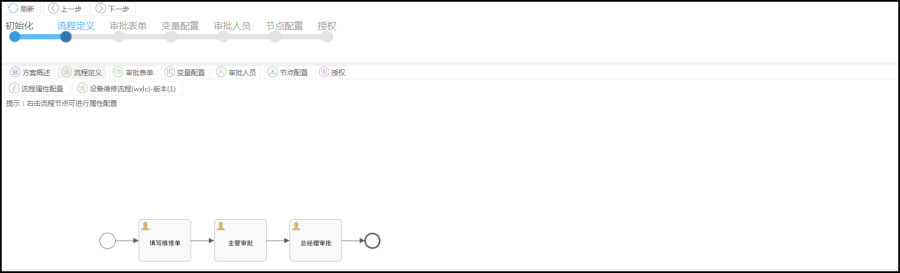 刷新 上一步 下一步
初始化 流程定义 审批表单 变量配置 审批人员 节点配置 授权
方案概述 流程定义 审批表单 变量配置 审批人员 节点配置 授权
流程属性配置 设备维修流程(wxlc)-版本(1)
提示：右击流程节点可进行属性配置
填写维修单 主管审批 总经理审批